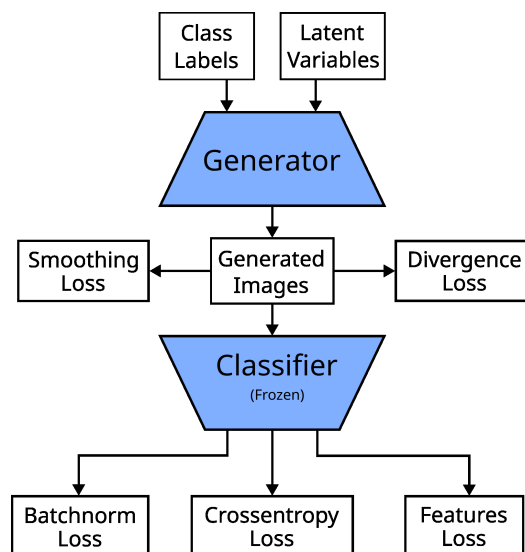 Class
Labels
Latent
Variables
Generator
Smoothing
Loss
Generated
Images
Divergence
Loss
Classifier
(Frozen)
Batchnorm
Loss
Crossentropy
Loss
Features
Loss